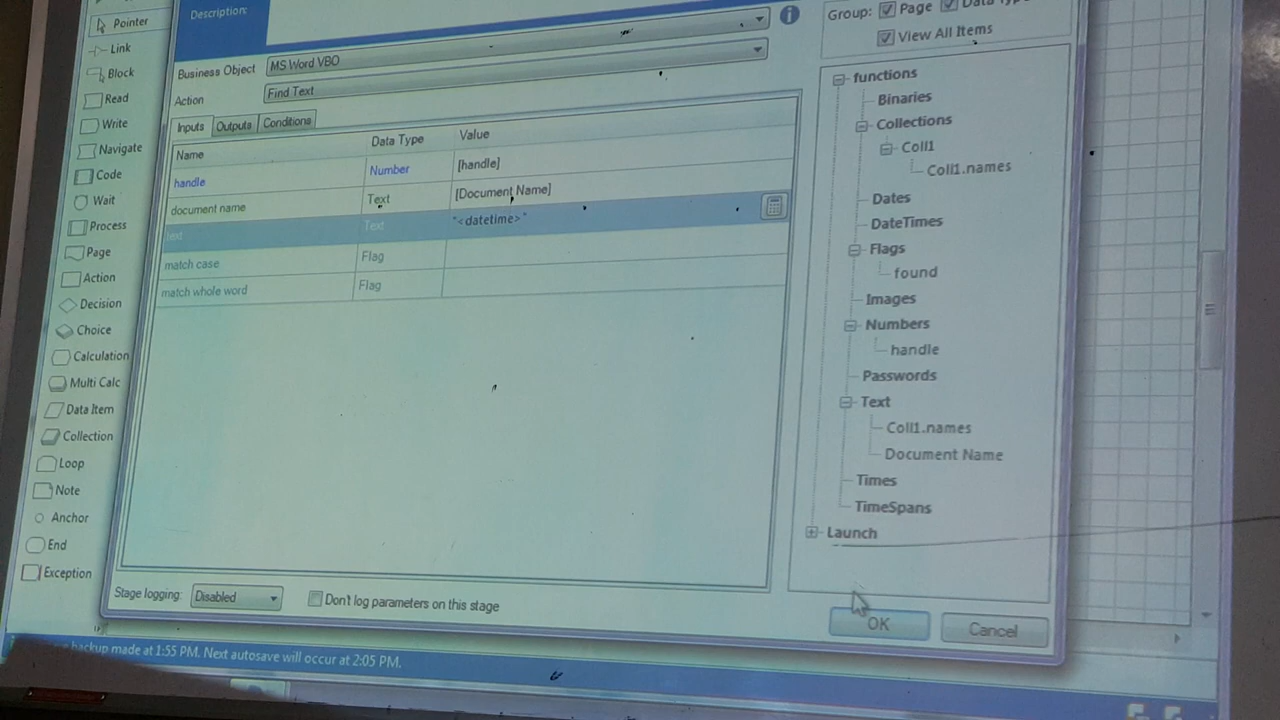 Pointer
Link
Block
Read
Write
Navigate
Code
Wait
Process
Page
Action
Decision
Choice
Calculation
Multi Calc
Data Item
Collection
Loop
Note
Anchor
End
Exception
Description:
Business Object MS Word VBO
Action Find Text
Inputs Outputs Conditions
Name Data Type Value
handle Number [handle]
document name Text [Document Name]
text Text "<datetime>"
match case Flag
match whole word Flag
Stage logging: Disabled Don't log parameters on this stage
Group: Page
View All Items
functions
Binaries
Collections
Coll1
Coll1.names
Dates
DateTimes
Flags
found
Images
Numbers
handle
Passwords
Text
Coll1.names
Document Name
Times
TimeSpans
Launch
OK Cancel
backup made at 1:55 PM. Next autosave will occur at 2:05 PM.